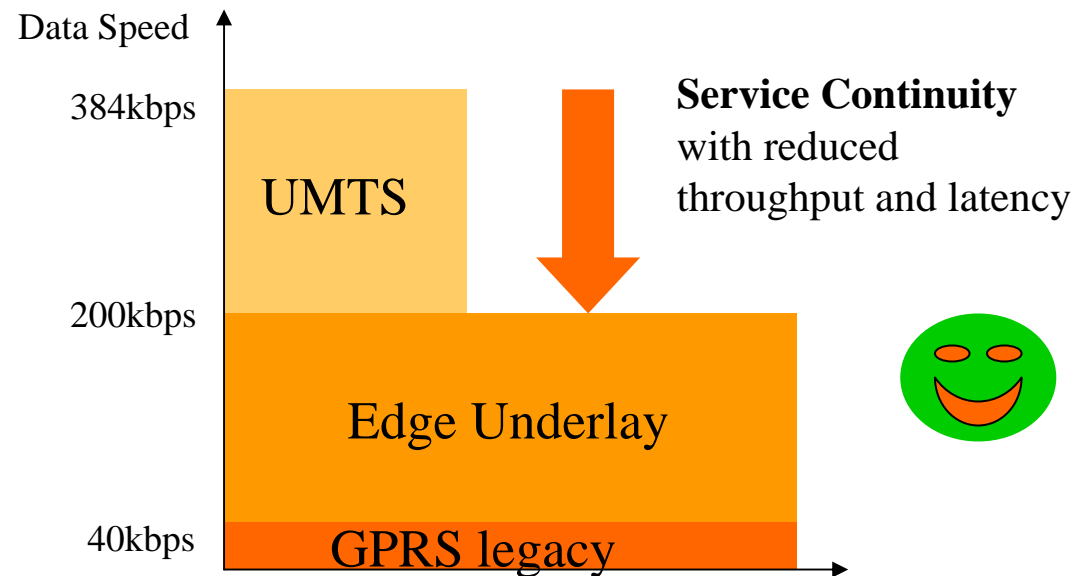 Data Speed
384kbps
Service Continuity
with reduced
throughput and latency
UMTS
200kbps
Edge Underlay
40kbps
GPRS legacy